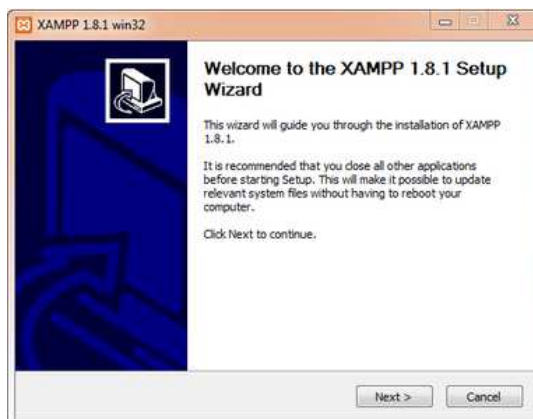 XAMPP 1.8.1 win32
Welcome to the XAMPP 1.8.1 Setup
Wizard
This wizard will guide you through the installation of XAMPP
1.8.1.
It is recommended that you close all other applications
before starting Setup. This will make it possible to update
relevant system files without having to reboot your
computer.
Click Next to continue.
Next >
Cancel